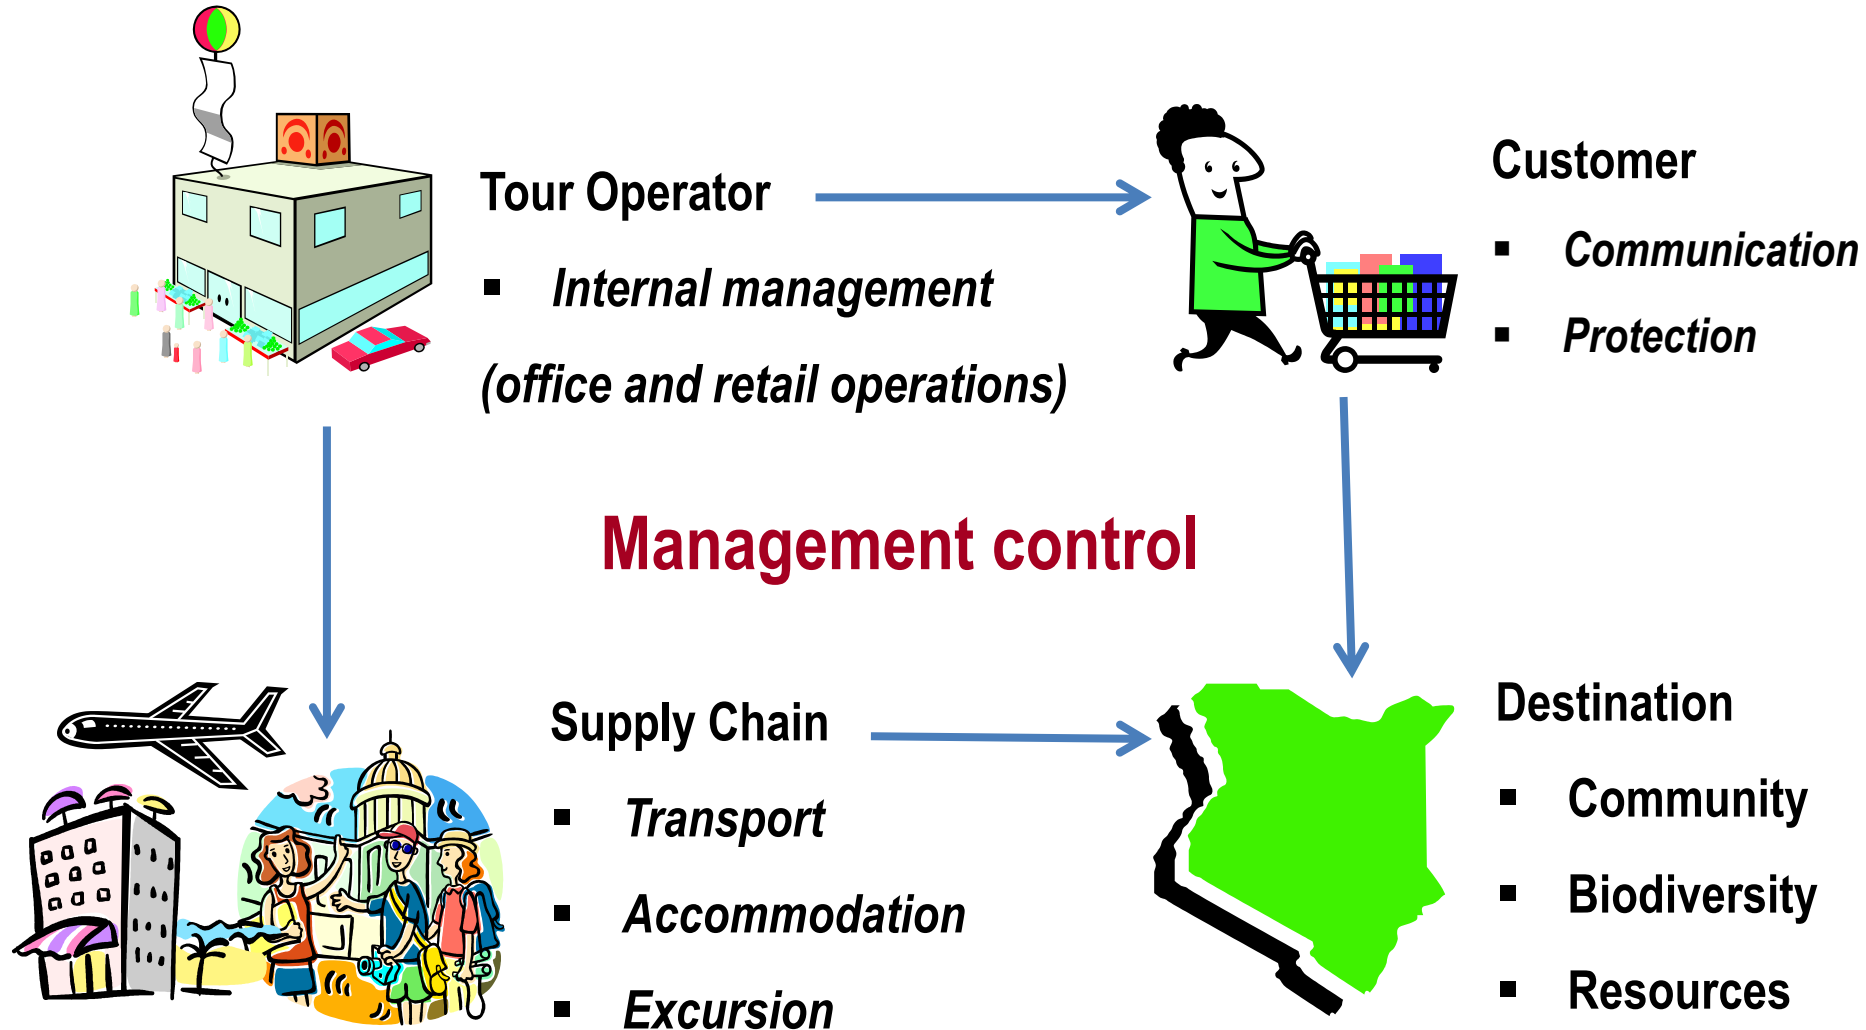 Tour Operator
▪ Internal management
(office and retail operations)
Customer
▪ Communication
▪ Protection
Management control
Supply Chain
▪ Transport
▪ Accommodation
▪ Excursion
Destination
▪ Community
▪ Biodiversity
▪ Resources